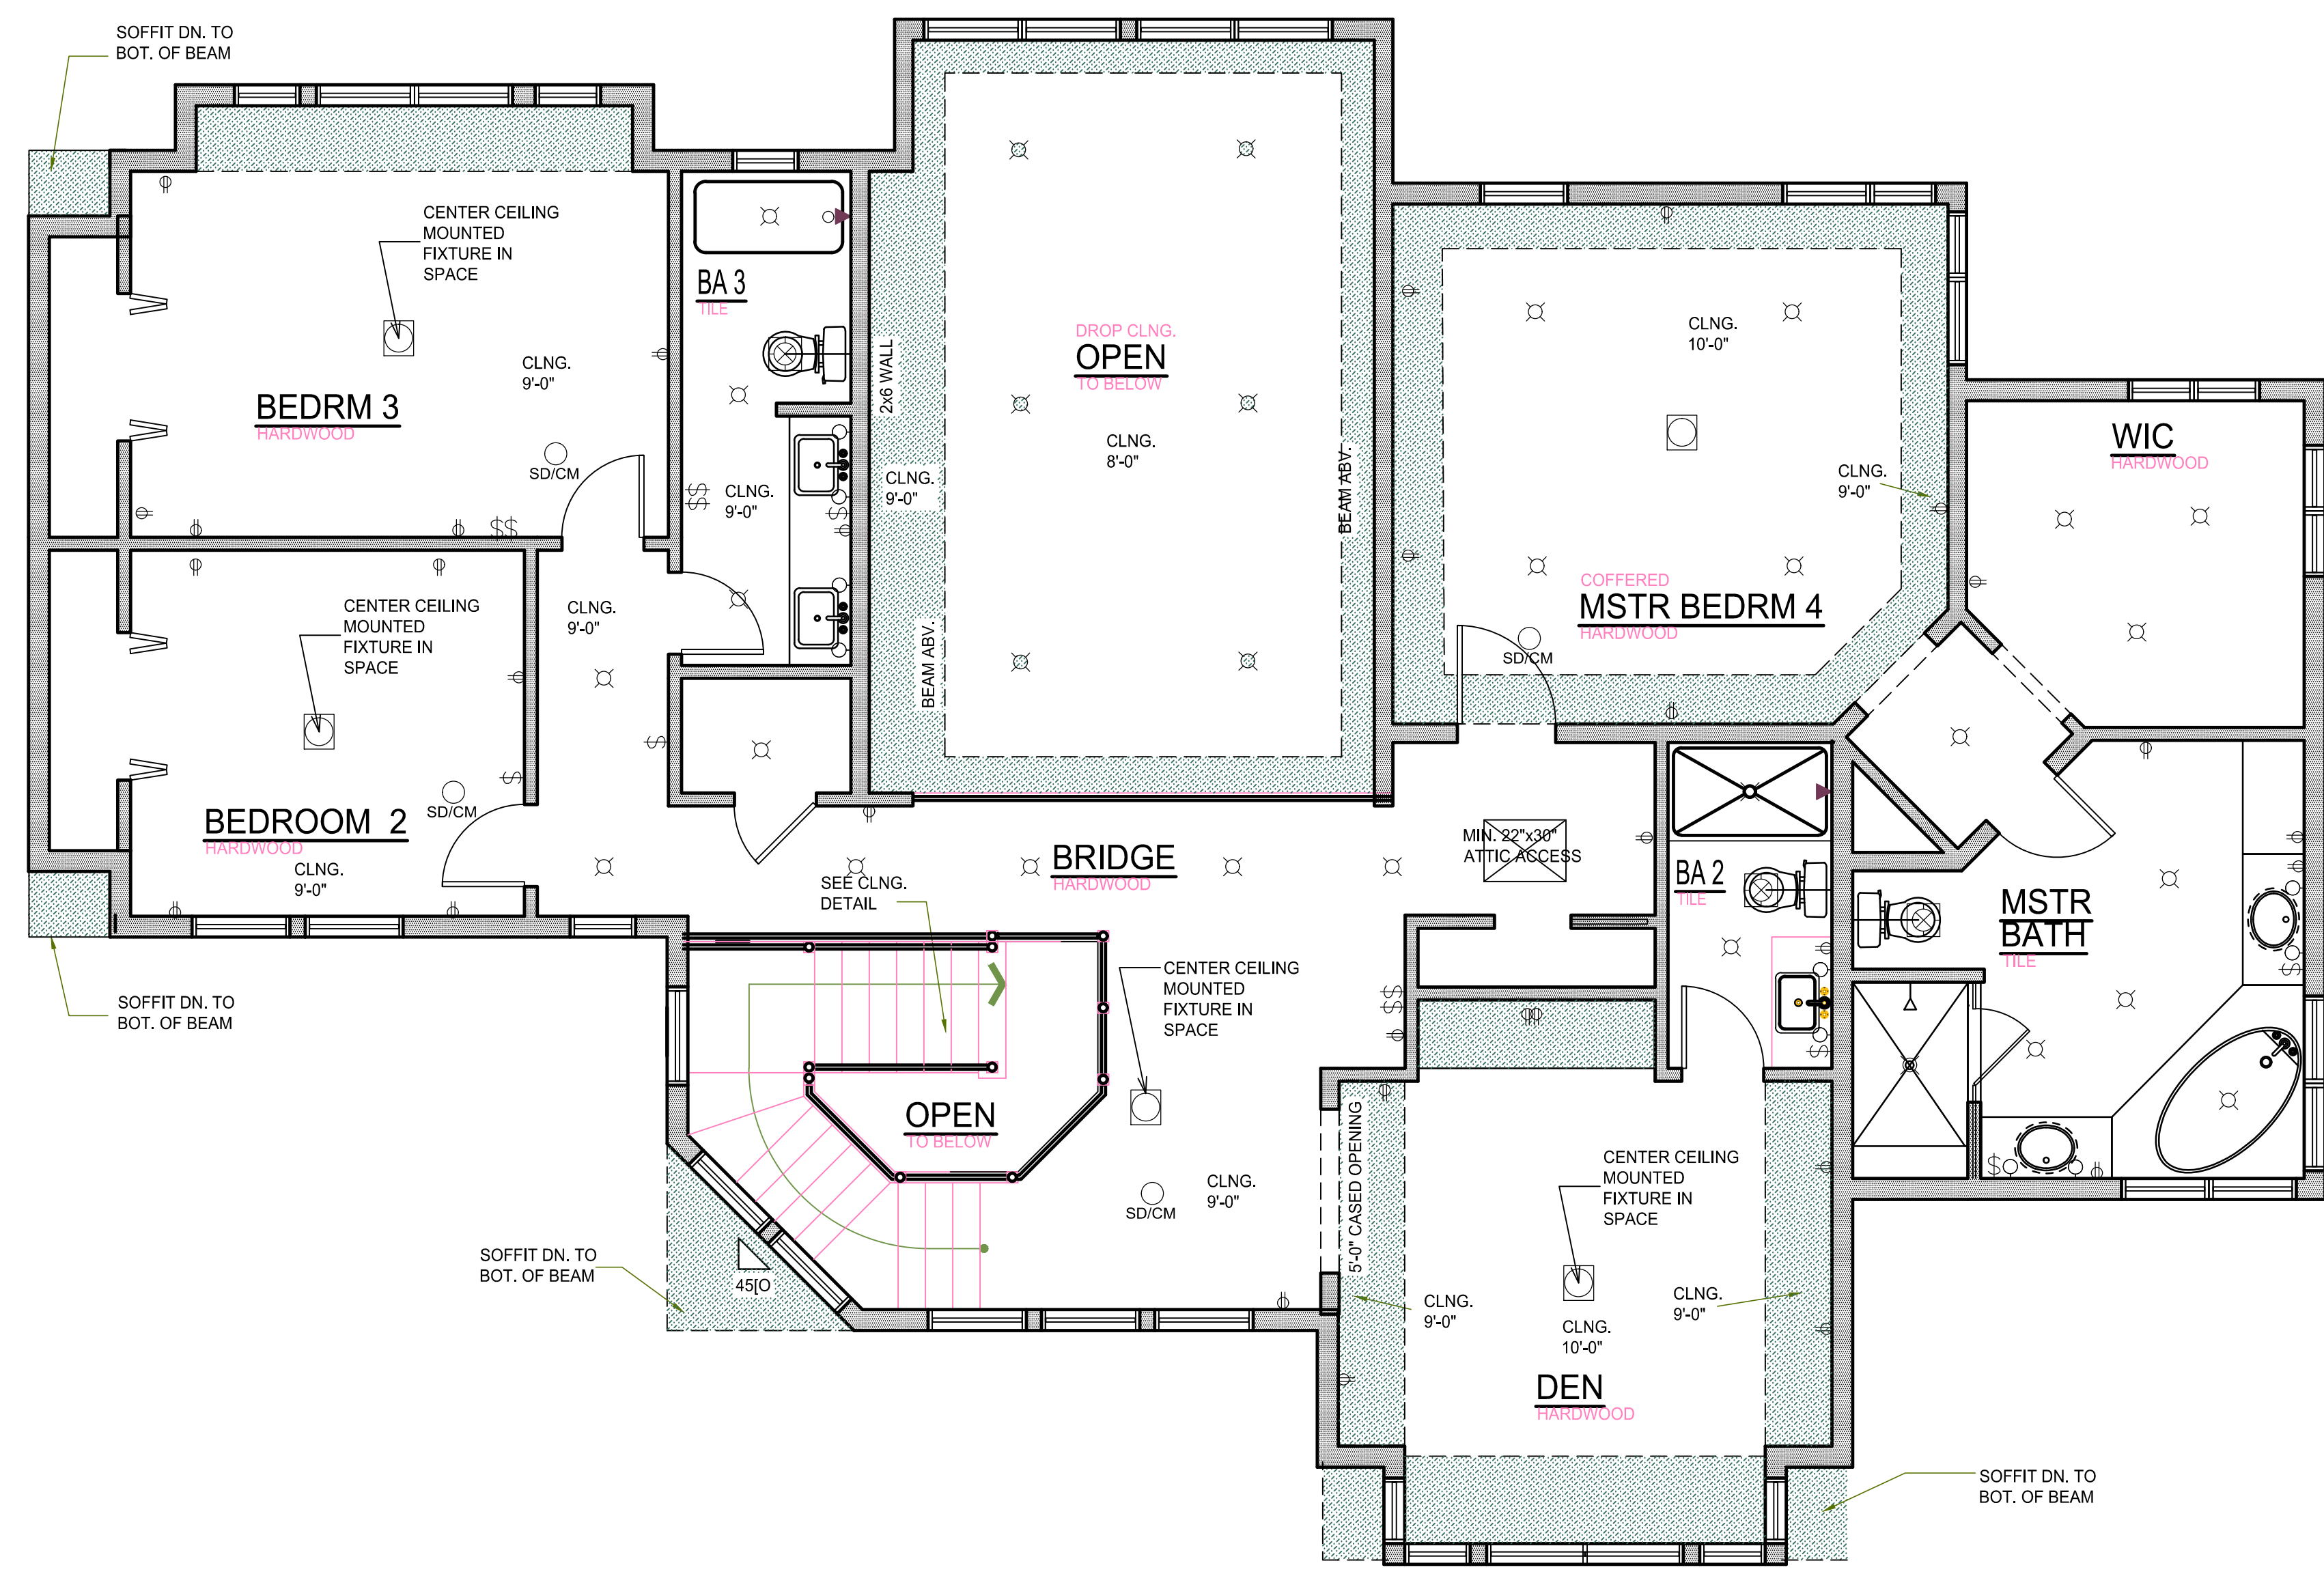 SOFFIT DN. TO
BOT. OF BEAM
CENTER CEILING
MOUNTED
FIXTURE IN
SPACE
CLNG.
9'-0"
BEDRM 3
HARDWOOD
SD/CM
BA 3
TILE
CLNG.
9'-0"
2x6 WALL
CLNG.
9'-0"
BEAM ABV.
DROP CLNG.
OPEN
TO BELOW
CLNG.
8'-0"
BEAM ABV.
CLNG.
10'-0"
CLNG.
9'-0"
COFFERED
MSTR BEDRM 4
HARDWOOD
SD/CM
WIC
HARDWOOD
CENTER CEILING
MOUNTED
FIXTURE IN
SPACE
CLNG.
9'-0"
BEDROOM 2
HARDWOOD
CLNG.
9'-0"
SD/CM
SOFFIT DN. TO
BOT. OF BEAM
BRIDGE
HARDWOOD
SEE CLNG.
DETAIL
MIN. 22"x30"
ATTIC ACCESS
BA 2
TILE
MSTR
BATH
TILE
CENTER CEILING
MOUNTED
FIXTURE IN
SPACE
OPEN
TO BELOW
CLNG.
9'-0"
SD/CM
5'-0" CASED OPENING
SOFFIT DN. TO
BOT. OF BEAM
45[O
CENTER CEILING
MOUNTED
FIXTURE IN
SPACE
CLNG.
9'-0"
CLNG.
9'-0"
CLNG.
10'-0"
DEN
HARDWOOD
SOFFIT DN. TO
BOT. OF BEAM